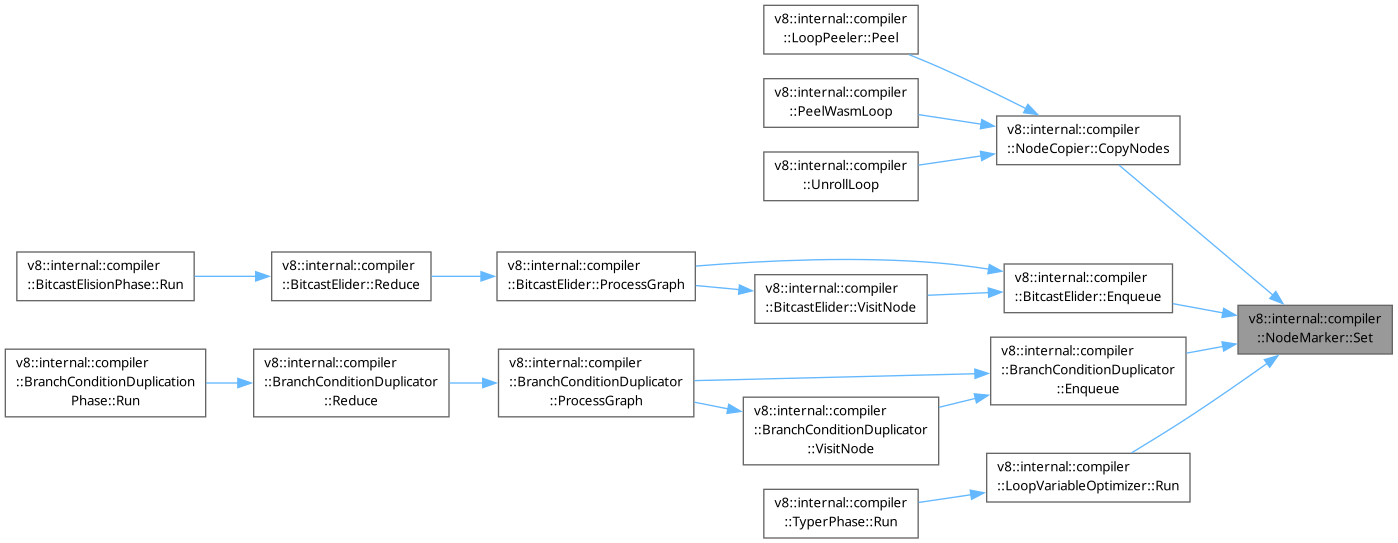 v8::internal::compiler
::LoopPeeler::Peel
v8::internal::compiler
::PeelWasmLoop
v8::internal::compiler
::NodeCopier::CopyNodes
v8::internal::compiler
::UnrollLoop
v8::internal::compiler
::BitcastElisionPhase::Run
v8::internal::compiler
::BitcastElider::Reduce
v8::internal::compiler
::BitcastElider::ProcessGraph
v8::internal::compiler
::BitcastElider::VisitNode
v8::internal::compiler
::BitcastElider::Enqueue
v8::internal::compiler
::NodeMarker::Set
v8::internal::compiler
::BranchConditionDuplication
Phase::Run
v8::internal::compiler
::BranchConditionDuplicator
::Reduce
v8::internal::compiler
::BranchConditionDuplicator
::ProcessGraph
v8::internal::compiler
::BranchConditionDuplicator
::Enqueue
v8::internal::compiler
::BranchConditionDuplicator
::VisitNode
v8::internal::compiler
::LoopVariableOptimizer::Run
v8::internal::compiler
::TyperPhase::Run